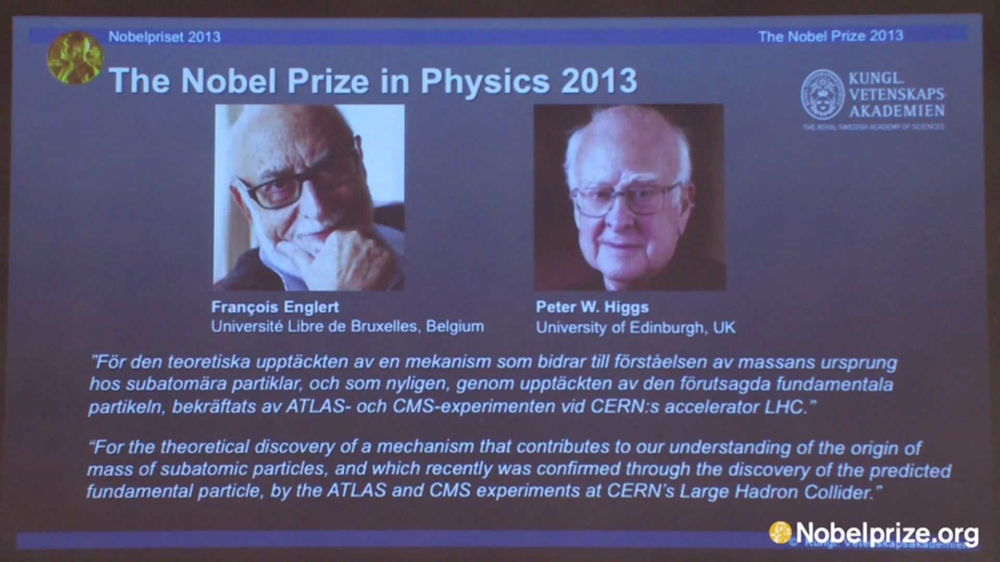 Nobelpriset 2013
The Nobel Prize 2013
The Nobel Prize in Physics 2013
KUNGL.
VETENSKAPS-
AKADEMIEN
THE ROYAL SWEDISH ACADEMY OF SCIENCES
François Englert
Université Libre de Bruxelles, Belgium
Peter W. Higgs
University of Edinburgh, UK
”För den teoretiska upptäckten av en mekanism som bidrar till förståelsen av massans ursprung
hos subatomära partiklar, och som nyligen, genom upptäckten av den förutsagda fundamentala
partikeln, bekräftats av ATLAS- och CMS-experimenten vid CERN:s accelerator LHC.”
“For the theoretical discovery of a mechanism that contributes to our understanding of the origin of
mass of subatomic particles, and which recently was confirmed through the discovery of the predicted
fundamental particle, by the ATLAS and CMS experiments at CERN’s Large Hadron Collider.”
Nobelprize.org
© Kungl. Vetenskapsakademien